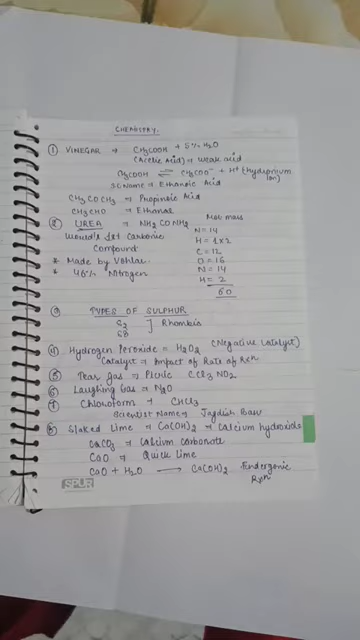 CHEMISTRY.
① VINEGAR → CH3COOH + 5% H2O
(Acetic Acid) → weak acid
CH3COOH ⇌ CH3COO⁻ + H+ (Hydronium Ion)
IUPAC Name → Ethanoic Acid
CH3COCH3 → Propinoic Acid
CH3CHO → Ethanal
② UREA → NH2CONH2 Mol. mass
World's 1st Carbonic N = 14
Compound H = 1x2
C = 12
* Made by Vohlar. O = 16
* 46% Nitrogen N = 14
H = 2
60
③ TYPES OF SULPHUR
S2 ] Rhombic
S8
④ Hydrogen Peroxide = H2O2 (Negative Catalyst)
Catalyst → Impact of Rate of Rxn
⑤ Tear gas → Picric CCl3NO2
⑥ Laughing Gas → N2O
⑦ Chloroform → CHCl3
Scientist Name → Jagdish Basu
⑧ Slaked Lime → Ca(OH)2 → Calcium hydroxide
CaCO3 → Calcium carbonate
CaO → Quick lime
CaO + H2O → Ca(OH)2 Endergonic
Rxn
SPUR